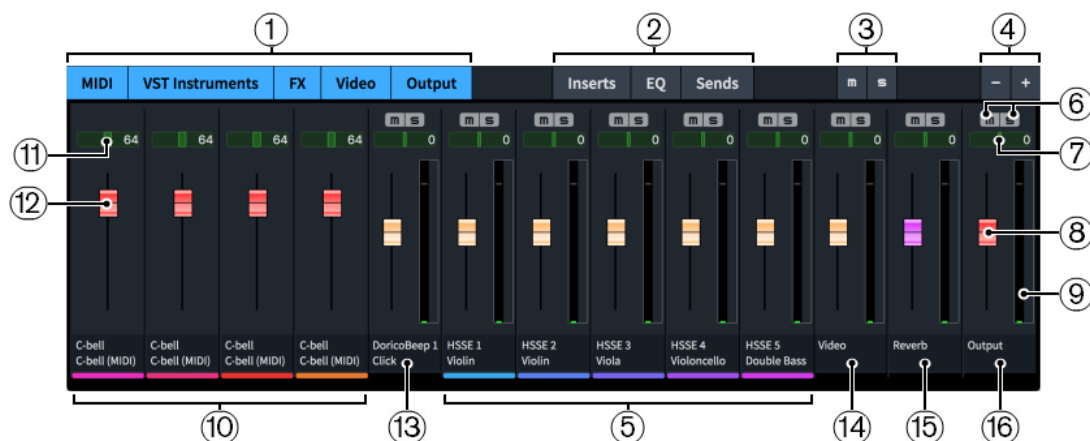 1 2 3 4
MIDI VST Instruments FX Video Output Inserts EQ Sends m s − +
m s m s m s m s m s m s m s m s m s 6
11 64 64 64 64 0 0 0 0 0 0 0 0 0 7
12
8
9
C-bell C-bell C-bell C-bell DoricoBeep 1 HSSE 1 HSSE 2 HSSE 3 HSSE 4 HSSE 5 Video Reverb Output
C-bell (MIDI) C-bell (MIDI) C-bell (MIDI) C-bell (MIDI) Click Violin Violin Viola Violoncello Double Bass
10 13 5 14 15 16